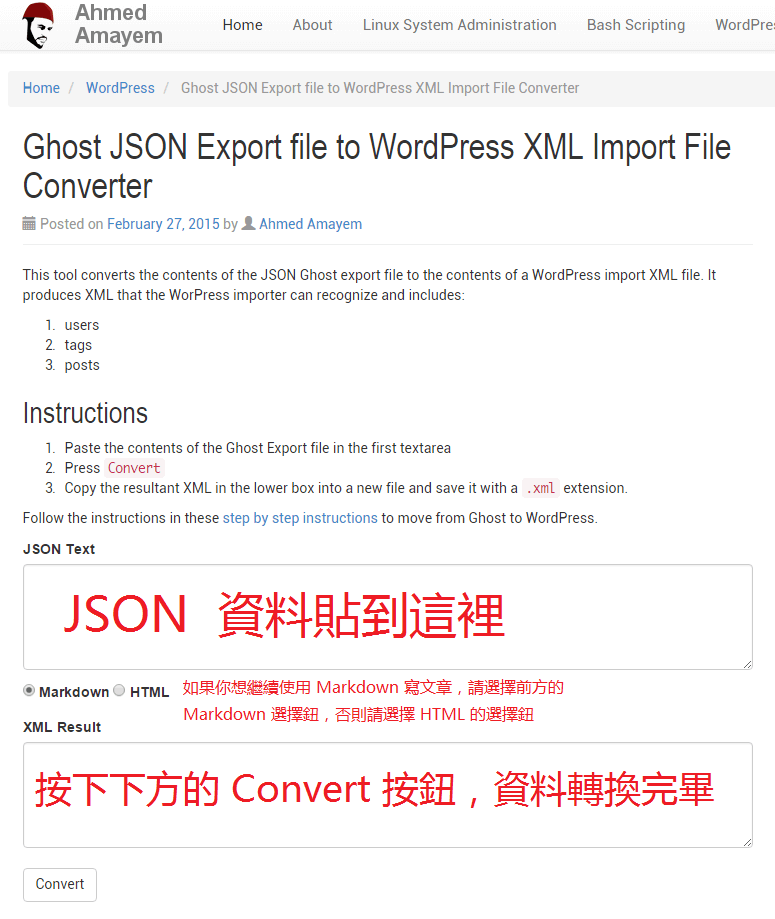 Ahmed
Amayem
Home About Linux System Administration Bash Scripting WordPre
Home / WordPress / Ghost JSON Export file to WordPress XML Import File Converter
Ghost JSON Export file to WordPress XML Import File
Converter
Posted on February 27, 2015 by Ahmed Amayem
This tool converts the contents of the JSON Ghost export file to the contents of a WordPress import XML file. It
produces XML that the WorPress importer can recognize and includes:
1. users
2. tags
3. posts
Instructions
1. Paste the contents of the Ghost Export file in the first textarea
2. Press Convert
3. Copy the resultant XML in the lower box into a new file and save it with a .xml extension.
Follow the instructions in these step by step instructions to move from Ghost to WordPress.
JSON Text
JSON 資料貼到這裡
Markdown HTML 如果你想繼續使用 Markdown 寫文章，請選擇前方的
Markdown 選擇鈕，否則請選擇 HTML 的選擇鈕
XML Result
按下下方的 Convert 按鈕，資料轉換完畢
Convert